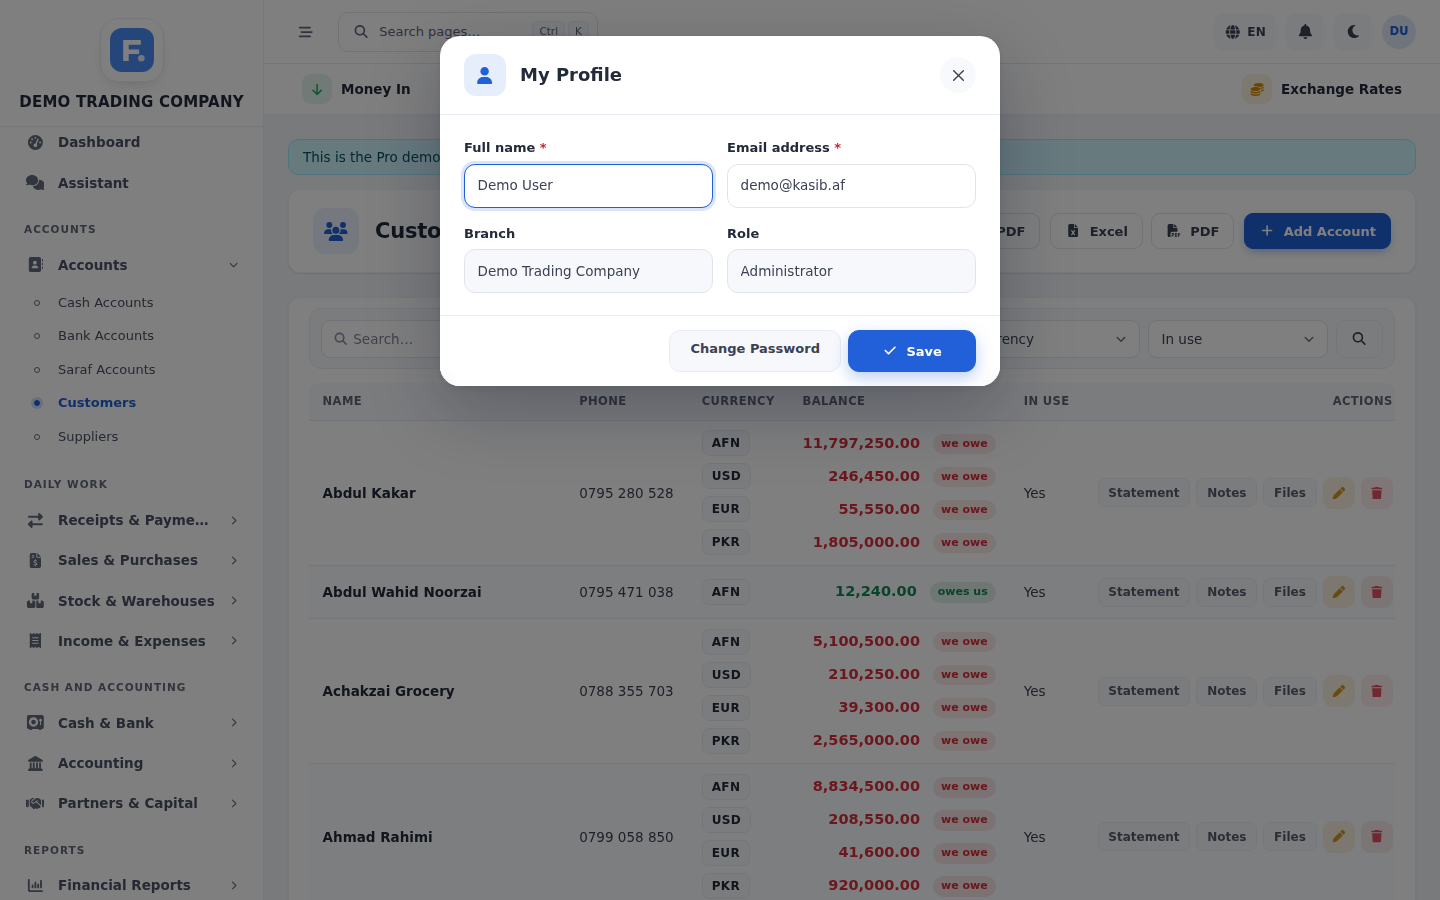 F.
DEMO TRADING COMPANY
Dashboard
Assistant
ACCOUNTS
Accounts
Cash Accounts
Bank Accounts
Saraf Accounts
Customers
Suppliers
DAILY WORK
Receipts & Payme...
Sales & Purchases
Stock & Warehouses
Income & Expenses
CASH AND ACCOUNTING
Cash & Bank
Accounting
Partners & Capital
REPORTS
Financial Reports
Search pages... Ctrl K
EN
DU
Money In
Exchange Rates
This is the Pro demo
Custo
PDF
Excel
PDF
Add Account
Search...
rency
In use
My Profile
Full name *
Email address *
Demo User
demo@kasib.af
Branch
Role
Demo Trading Company
Administrator
Change Password
Save
NAME PHONE CURRENCY BALANCE IN USE ACTIONS
AFN 11,797,250.00 we owe
USD 246,450.00 we owe
Abdul Kakar 0795 280 528 Yes Statement Notes Files
EUR 55,550.00 we owe
PKR 1,805,000.00 we owe
Abdul Wahid Noorzai 0795 471 038 AFN 12,240.00 owes us Yes Statement Notes Files
AFN 5,100,500.00 we owe
USD 210,250.00 we owe
Achakzai Grocery 0788 355 703 Yes Statement Notes Files
EUR 39,300.00 we owe
PKR 2,565,000.00 we owe
AFN 8,834,500.00 we owe
USD 208,550.00 we owe
Ahmad Rahimi 0799 058 850 Yes Statement Notes Files
EUR 41,600.00 we owe
PKR 920,000.00 we owe